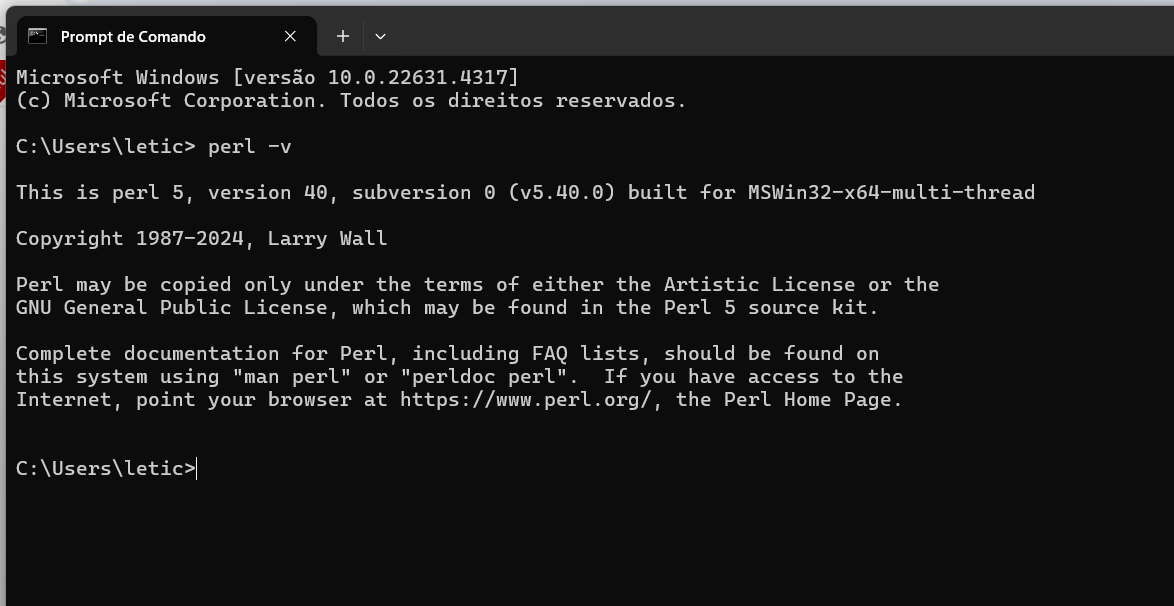 Prompt de Comando
Microsoft Windows [versão 10.0.22631.4317]
(c) Microsoft Corporation. Todos os direitos reservados.
C:\Users\letic> perl -v
This is perl 5, version 40, subversion 0 (v5.40.0) built for MSWin32-x64-multi-thread
Copyright 1987-2024, Larry Wall
Perl may be copied only under the terms of either the Artistic License or the
GNU General Public License, which may be found in the Perl 5 source kit.
Complete documentation for Perl, including FAQ lists, should be found on
this system using "man perl" or "perldoc perl".  If you have access to the
Internet, point your browser at https://www.perl.org/, the Perl Home Page.
C:\Users\letic>